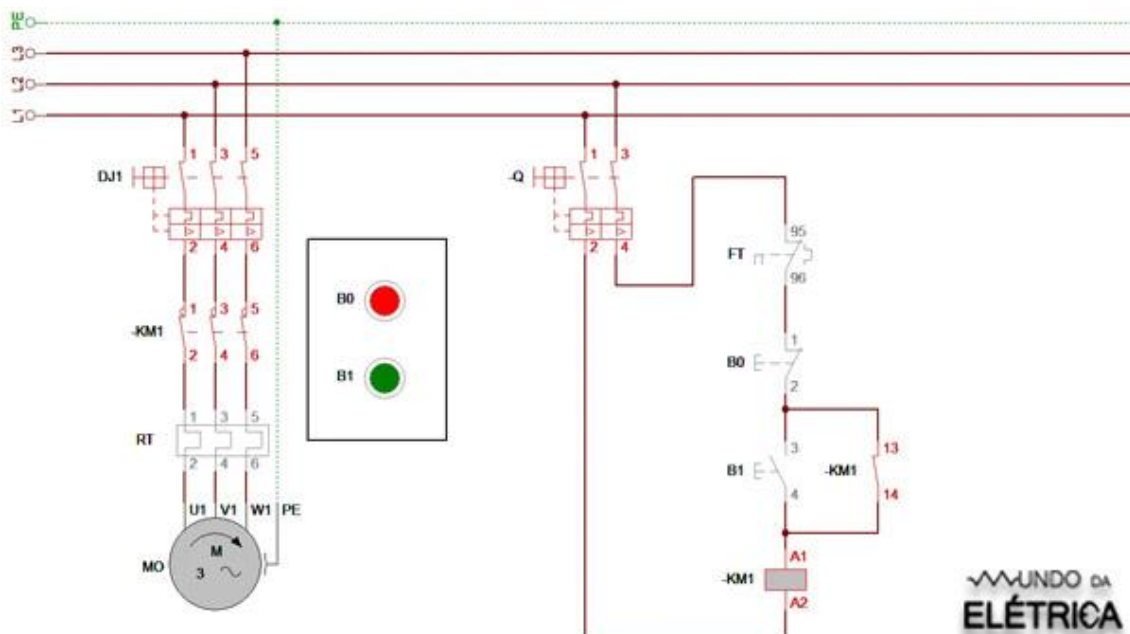 PE
L3
L2
L1
1 3 5
DJ1
2 4 6
1 3 5
-KM1
2 4 6
1 3 5
RT
2 4 6
U1 V1 W1 PE
MO
M
3
B0
B1
1 3
-Q
2 4
95
FT
96
1
B0
2
3
B1
4
13
-KM1
14
A1
-KM1
A2
MUNDO DA
ELÉTRICA